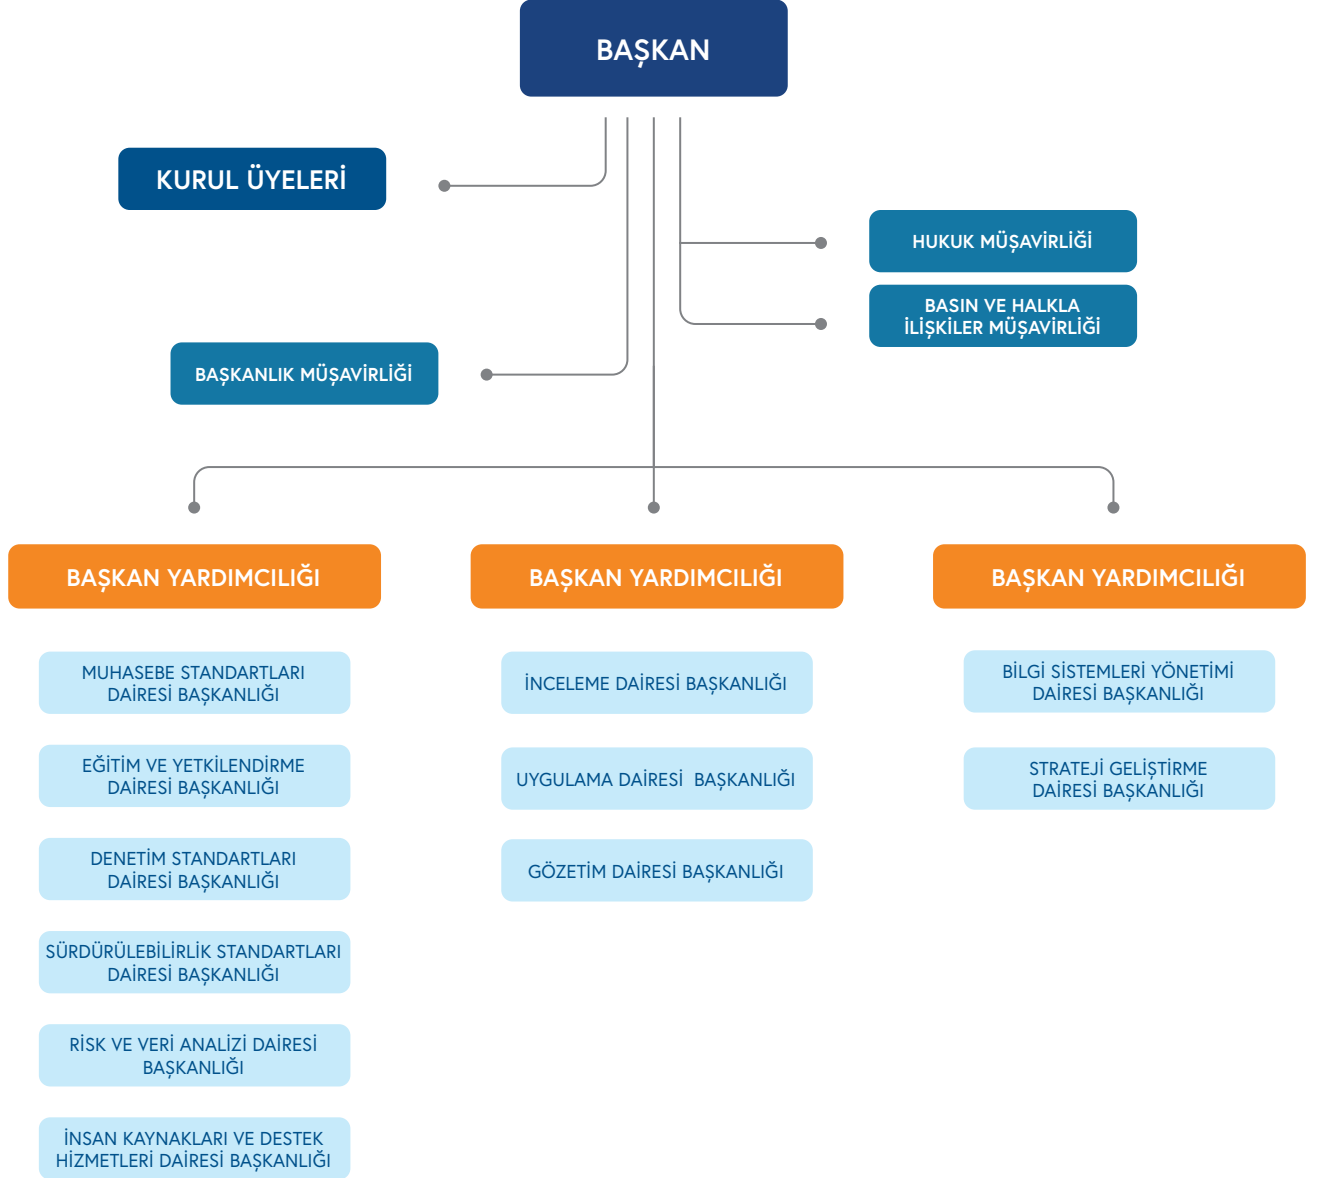 BAŞKAN
KURUL ÜYELERİ
HUKUK MÜŞAVİRLİĞİ
BASIN VE HALKLA
İLİŞKİLER MÜŞAVİRLİĞİ
BAŞKANLIK MÜŞAVİRLİĞİ
BAŞKAN YARDIMCILIĞI
MUHASEBE STANDARTLARI
DAİRESİ BAŞKANLIĞI
EĞİTİM VE YETKİLENDİRME
DAİRESİ BAŞKANLIĞI
DENETİM STANDARTLARI
DAİRESİ BAŞKANLIĞI
SÜRDÜRÜLEBİLİRLİK STANDARTLARI
DAİRESİ BAŞKANLIĞI
RİSK VE VERİ ANALİZİ DAİRESİ
BAŞKANLIĞI
İNSAN KAYNAKLARI VE DESTEK
HİZMETLERİ DAİRESİ BAŞKANLIĞI
BAŞKAN YARDIMCILIĞI
İNCELEME DAİRESİ BAŞKANLIĞI
UYGULAMA DAİRESİ  BAŞKANLIĞI
GÖZETİM DAİRESİ BAŞKANLIĞI
BAŞKAN YARDIMCILIĞI
BİLGİ SİSTEMLERİ YÖNETİMİ
DAİRESİ BAŞKANLIĞI
STRATEJİ GELİŞTİRME
DAİRESİ BAŞKANLIĞI